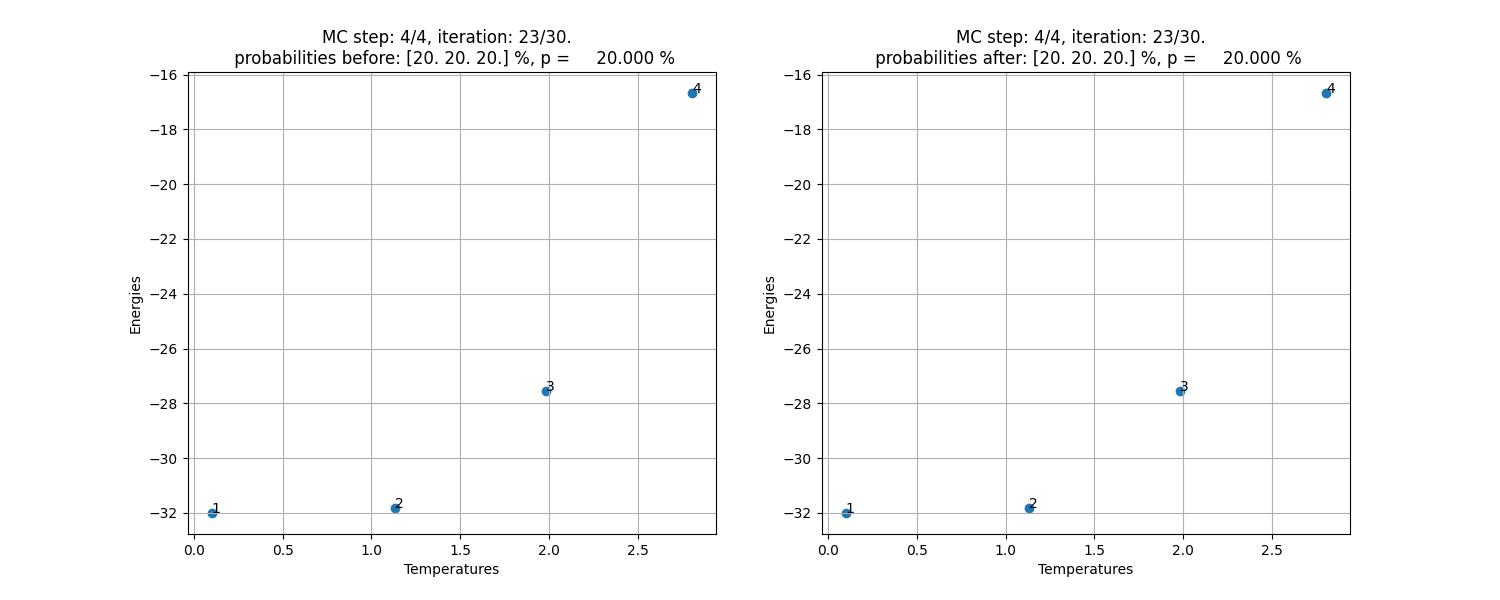 MC step: 4/4, iteration: 23/30.
probabilities before: [20. 20. 20.] %, p = 20.000 %
−16
−18
−20
−22
−24
−26
−28
−30
−32
Energies
4
3
2
1
0.0 0.5 1.0 1.5 2.0 2.5
Temperatures
MC step: 4/4, iteration: 23/30.
probabilities after: [20. 20. 20.] %, p = 20.000 %
−16
−18
−20
−22
−24
−26
−28
−30
−32
Energies
4
3
2
1
0.0 0.5 1.0 1.5 2.0 2.5
Temperatures